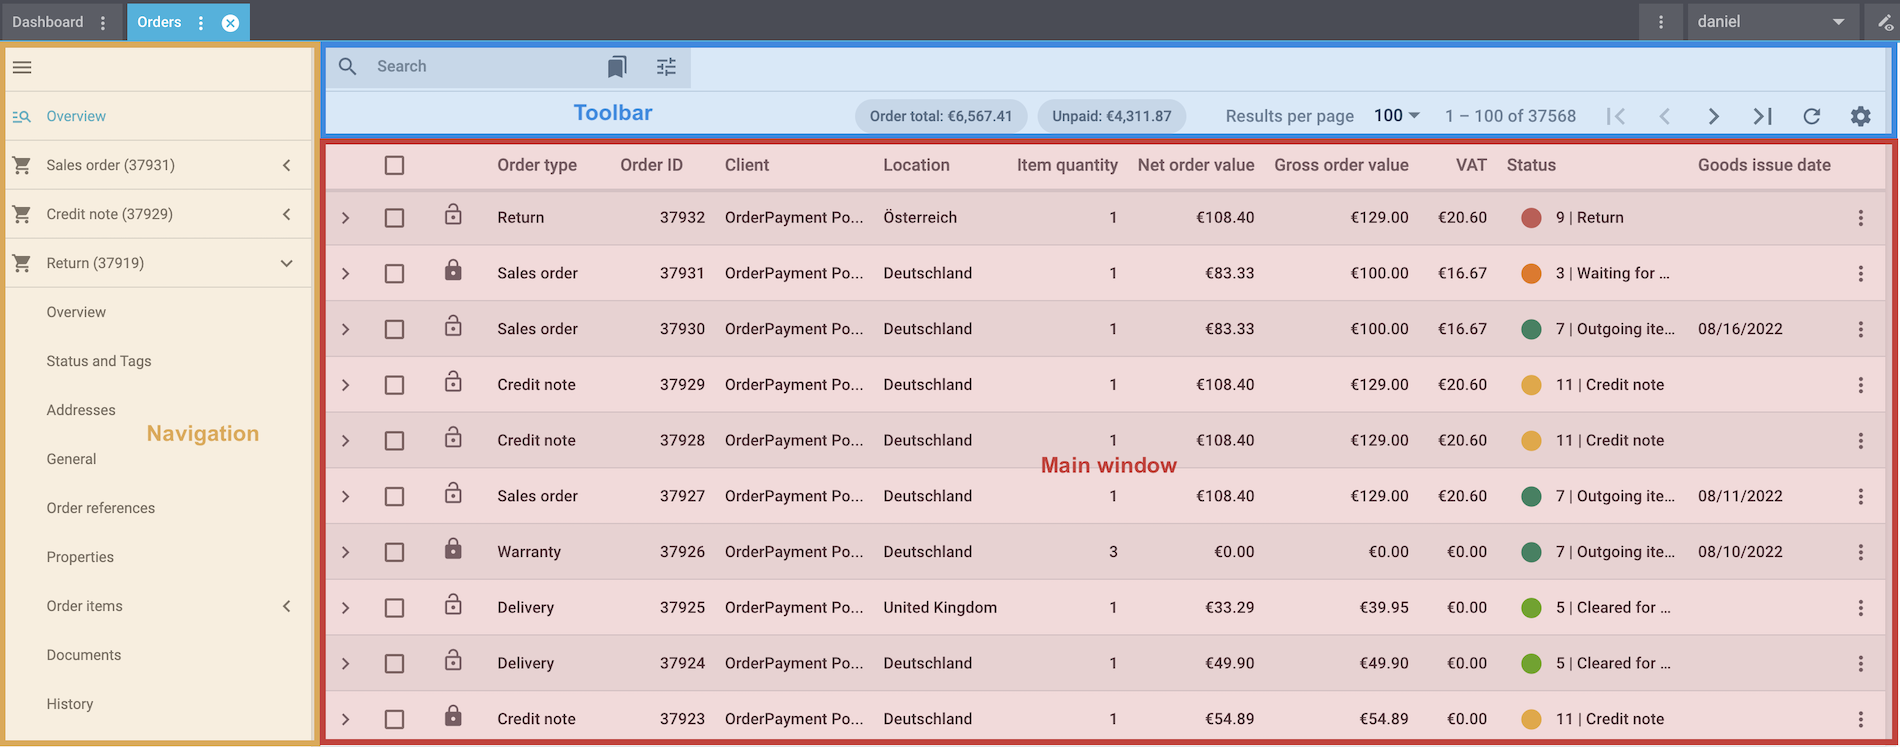 Dashboard
Orders
daniel
Search
Toolbar
Order total: €6,567.41
Unpaid: €4,311.87
Results per page 100 1 – 100 of 37568
Overview
Sales order (37931)
Credit note (37929)
Return (37919)
Overview
Status and Tags
Addresses
Navigation
General
Order references
Properties
Order items
Documents
History
Order type Order ID Client Location Item quantity Net order value Gross order value VAT Status Goods issue date
Return 37932 OrderPayment Po... Österreich 1 €108.40 €129.00 €20.60 9 | Return
Sales order 37931 OrderPayment Po... Deutschland 1 €83.33 €100.00 €16.67 3 | Waiting for ...
Sales order 37930 OrderPayment Po... Deutschland 1 €83.33 €100.00 €16.67 7 | Outgoing ite... 08/16/2022
Credit note 37929 OrderPayment Po... Deutschland 1 €108.40 €129.00 €20.60 11 | Credit note
Credit note 37928 OrderPayment Po... Deutschland 1 €108.40 €129.00 €20.60 11 | Credit note
Main window
Sales order 37927 OrderPayment Po... Deutschland 1 €108.40 €129.00 €20.60 7 | Outgoing ite... 08/11/2022
Warranty 37926 OrderPayment Po... Deutschland 3 €0.00 €0.00 €0.00 7 | Outgoing ite... 08/10/2022
Delivery 37925 OrderPayment Po... United Kingdom 1 €33.29 €39.95 €0.00 5 | Cleared for ...
Delivery 37924 OrderPayment Po... Deutschland 1 €49.90 €49.90 €0.00 5 | Cleared for ...
Credit note 37923 OrderPayment Po... Deutschland 1 €54.89 €54.89 €0.00 11 | Credit note